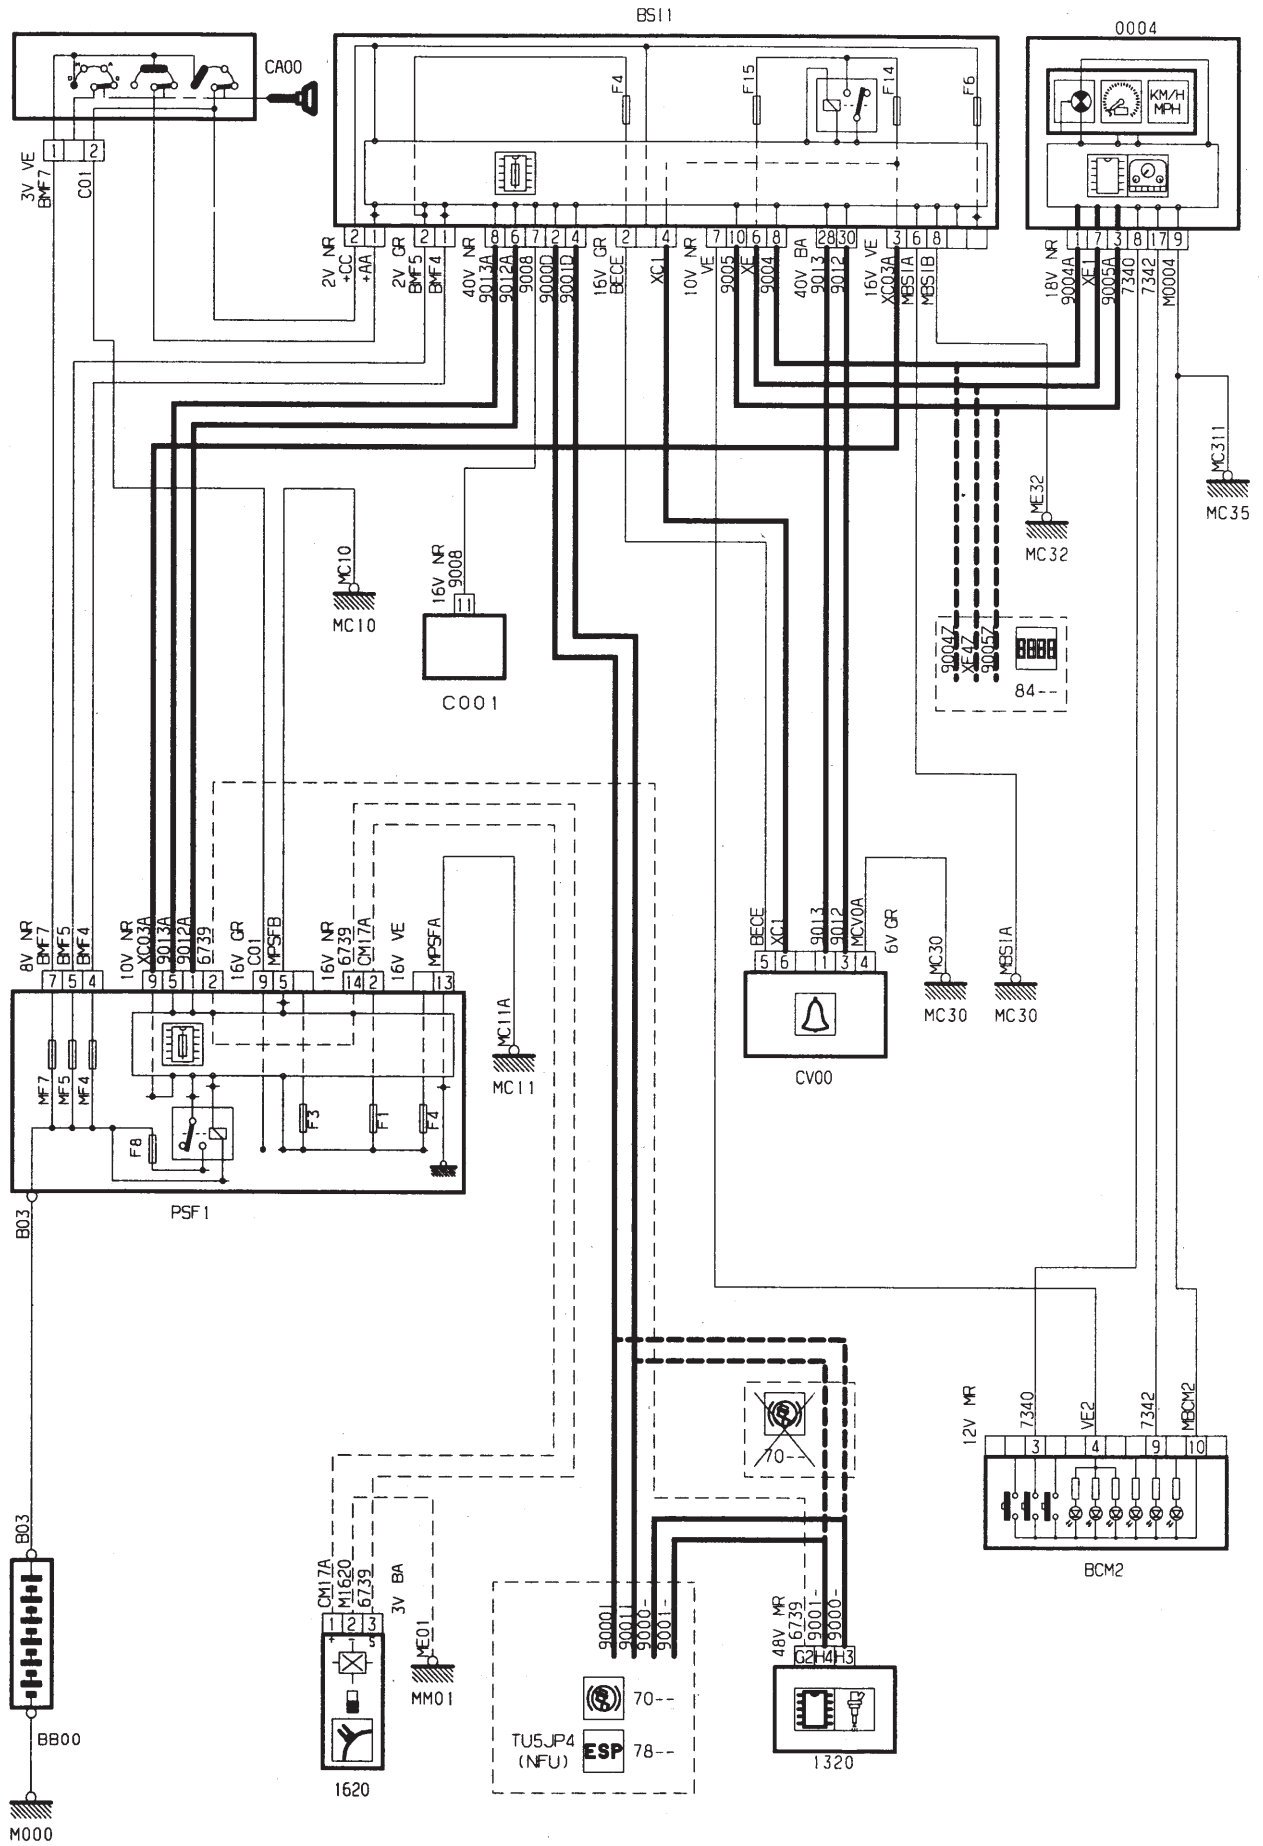 BSI1
0004
CA00
F4
F15
F14
F6
KM/H
MPH
1 2
3V VE
BMF7
C01
2 1
2V NR
+CC
+AA
2 1
2V GR
BMF5
BMF4
8 6 7 2 4
40V NR
9013A
9012A
9008
9000D
9001D
2 4
16V GR
BECE
XC1
7 10 6 8
10V NR
VE
9005
XE
9004
28 30
40V BA
9013
9012
3 6 8
16V VE
XC03A
MBS1A
MBS1B
1 7 3 8 17 9
18V NR
9004A
XE1
9005A
7340
7342
M0004
MC311
MC35
ME32
MC32
MC10
MC10
16V NR
9008
11
C001
9004Z
XE4Z
9005Z
84--
8V NR
BMF7
BMF5
BMF4
7 5 4
10V NR
XC03A
9013A
9012A
6739
9 5 1 2
16V GR
C01
MPSFB
9 5
16V NR
6739
CM17A
14 2
16V VE
MPSFA
13
MC11A
MC11
MF7
MF5
MF4
F8
F3
F1
F4
PSF1
BECE
XC1
9013
9012
MCV0A
6V GR
5 6 1 3 4
MC30
MC30
MBS1A
MC30
CV00
B03
B03
BB00
M000
12V MR
7340
VE2
7342
MBCM2
3 4 9 10
BCM2
70--
CM17A
M1620
6739
3V BA
1 2 3
+ - S
ME01
MM01
1620
9000I
9001I
9000-
9001-
70--
TU5JP4
(NFU)
ESP
78--
48V MR
6739
9001-
9000-
G2 H4 H3
1320